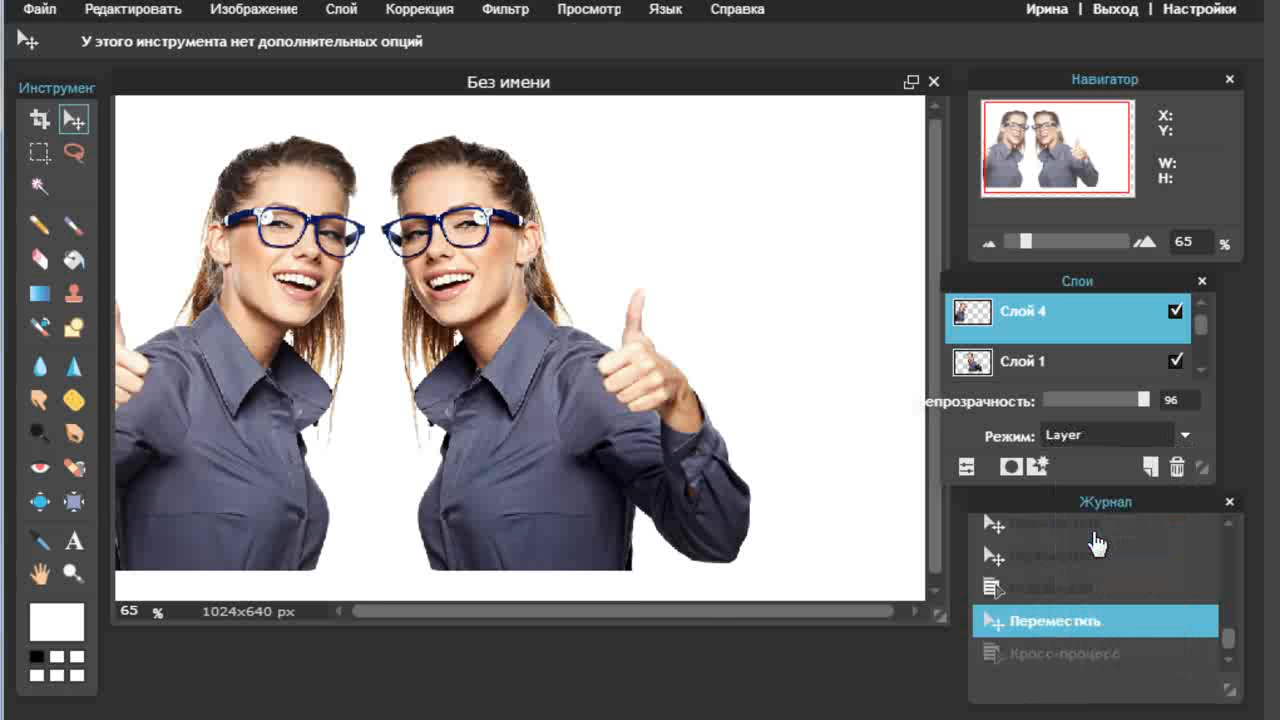 Файл Редактировать Изображение Слой Коррекция Фильтр Просмотр Язык Справка Ирина | Выход | Настройки
У этого инструмента нет дополнительных опций
Инструмен
Без имени
Навигатор
X:
Y:
W:
H:
65 %
Слои
Слой 4
Слой 1
епрозрачность: 96
Режим: Layer
Журнал
Переместить
Кросс-процесс
A
65 % 1024x640 px